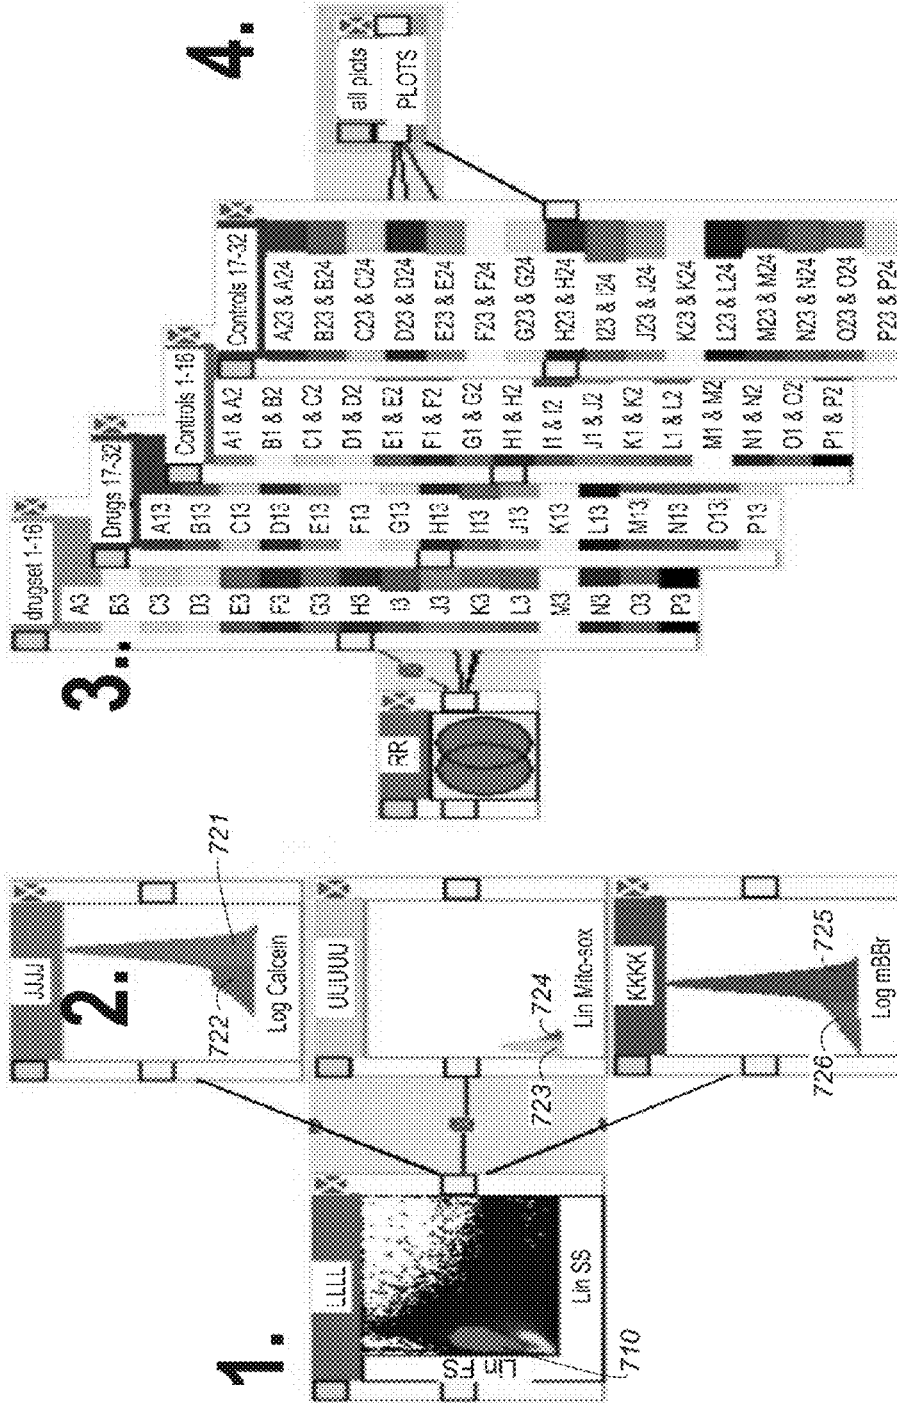 1.
LLLL
Lin FS
Lin SS
710
2.
JJJJ
722
721
Log Calcein
UUUUU
723
724
Lin Mito-sox
KKKK
726
725
Log mBBr
3..
RR
drugset 1-16
A3
B3
C3
D3
E3
F3
G3
H3
I3
J3
K3
L3
M3
N3
O3
P3
Drugs 17-32
A13
B13
C13
D13
E13
F13
G13
H13
I13
J13
K13
L13
M13
N13
O13
P13
Controls 1-16
A1 & A2
B1 & B2
C1 & C2
D1 & D2
E1 & E2
F1 & F2
G1 & G2
H1 & H2
I1 & I2
J1 & J2
K1 & K2
L1 & L2
M1 & M2
N1 & N2
O1 & O2
P1 & P2
Controls 17-32
A23 & A24
B23 & B24
C23 & C24
D23 & D24
E23 & E24
F23 & F24
G23 & G24
H23 & H24
I23 & I24
J23 & J24
K23 & K24
L23 & L24
M23 & M24
N23 & N24
O23 & O24
P23 & P24
4.
all plots
PLOTS